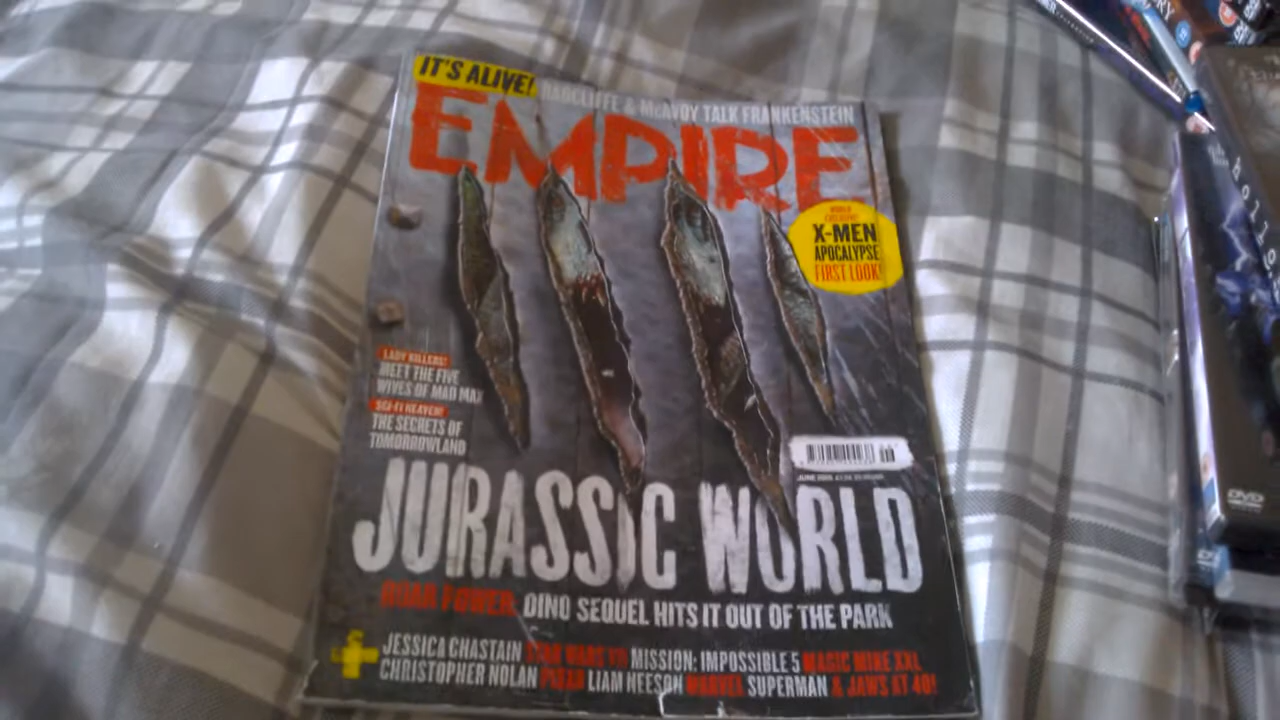 IT'S ALIVE!
RADCLIFFE & McAVOY TALK FRANKENSTEIN
EMPIRE
X-MEN
APOCALYPSE
FIRST LOOK!
LADY KILLERS!
MEET THE FIVE
WIVES OF MAD MAX
SCI-FI HEAVEN!
THE SECRETS OF
TOMORROWLAND
JUNE
JURASSIC WORLD
ROAR POWER: DINO SEQUEL HITS IT OUT OF THE PARK
JESSICA CHASTAIN STAR WARS VII MISSION: IMPOSSIBLE 5 MAGIC MIKE XXL
CHRISTOPHER NOLAN PIXAR LIAM NEESON MARVEL SUPERMAN & JAWS AT 40!
DVD